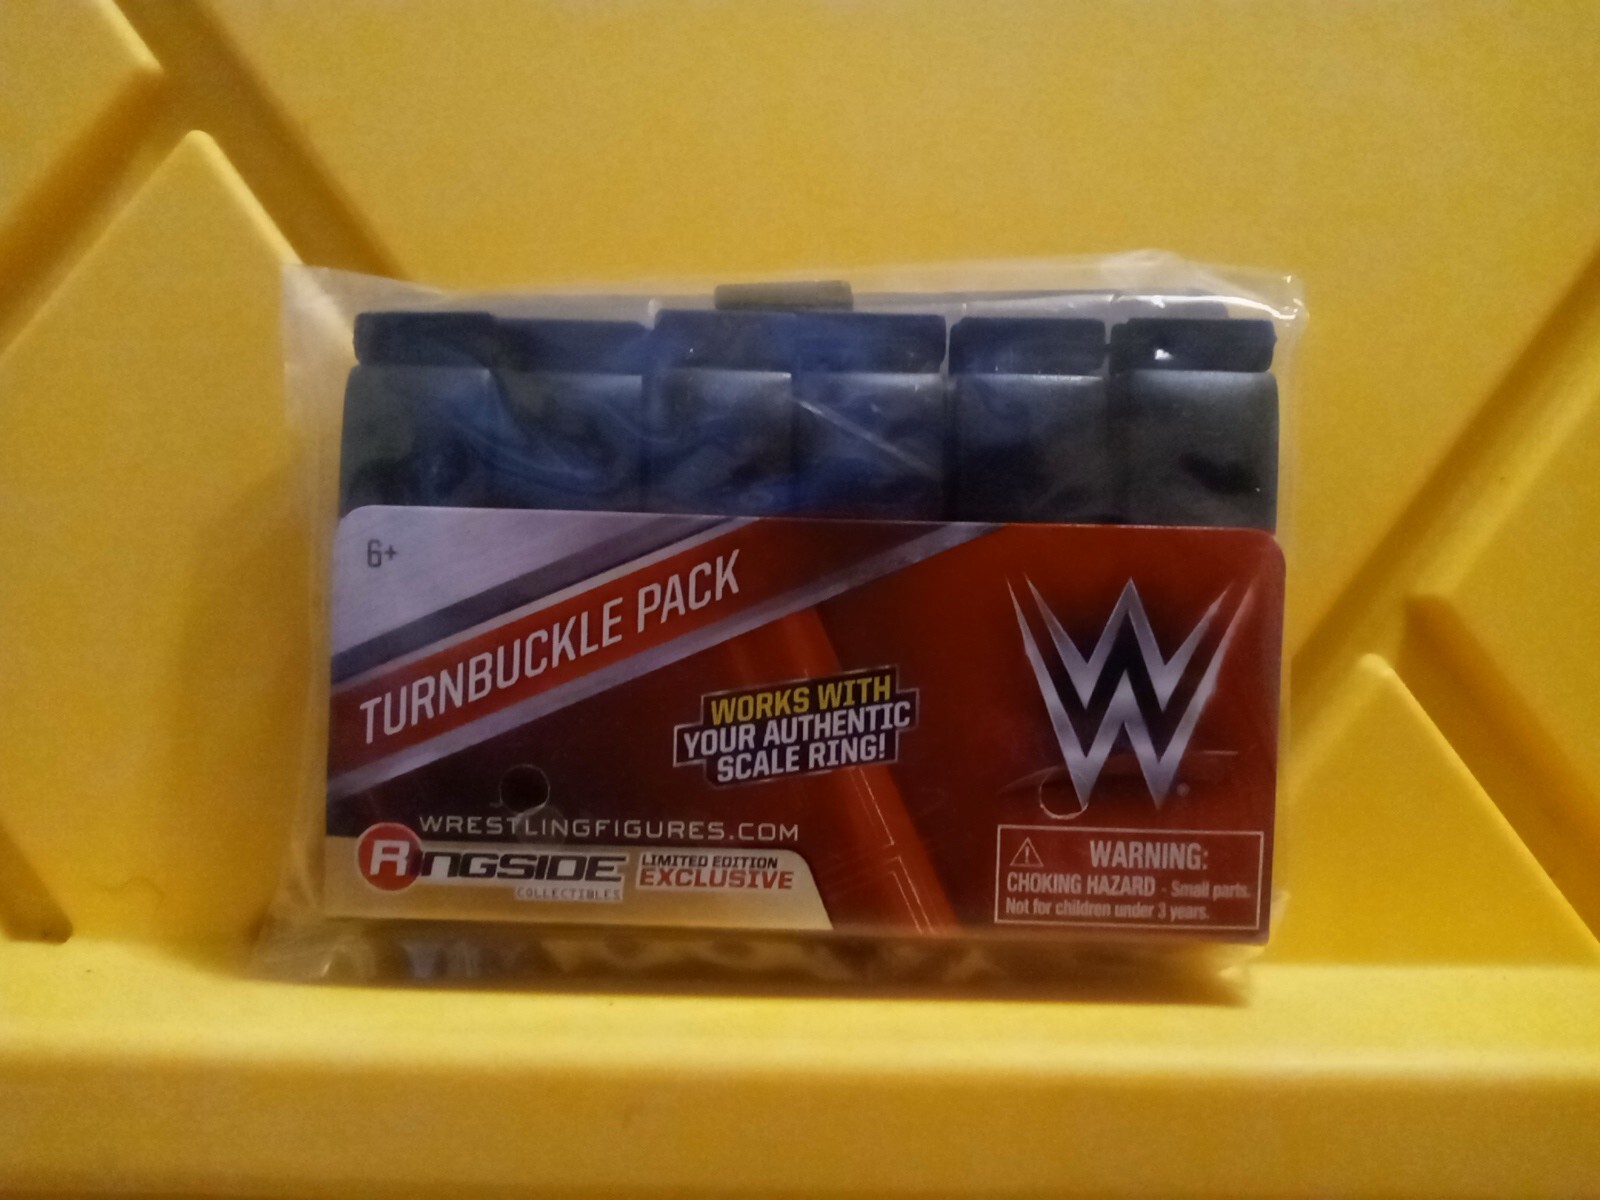 6+
TURNBUCKLE PACK
WORKS WITH
YOUR AUTHENTIC
SCALE RING!
W
WRESTLINGFIGURES.COM
RINGSIDE
COLLECTIBLES
LIMITED EDITION
EXCLUSIVE
⚠ WARNING:
CHOKING HAZARD - Small parts.
Not for children under 3 years.